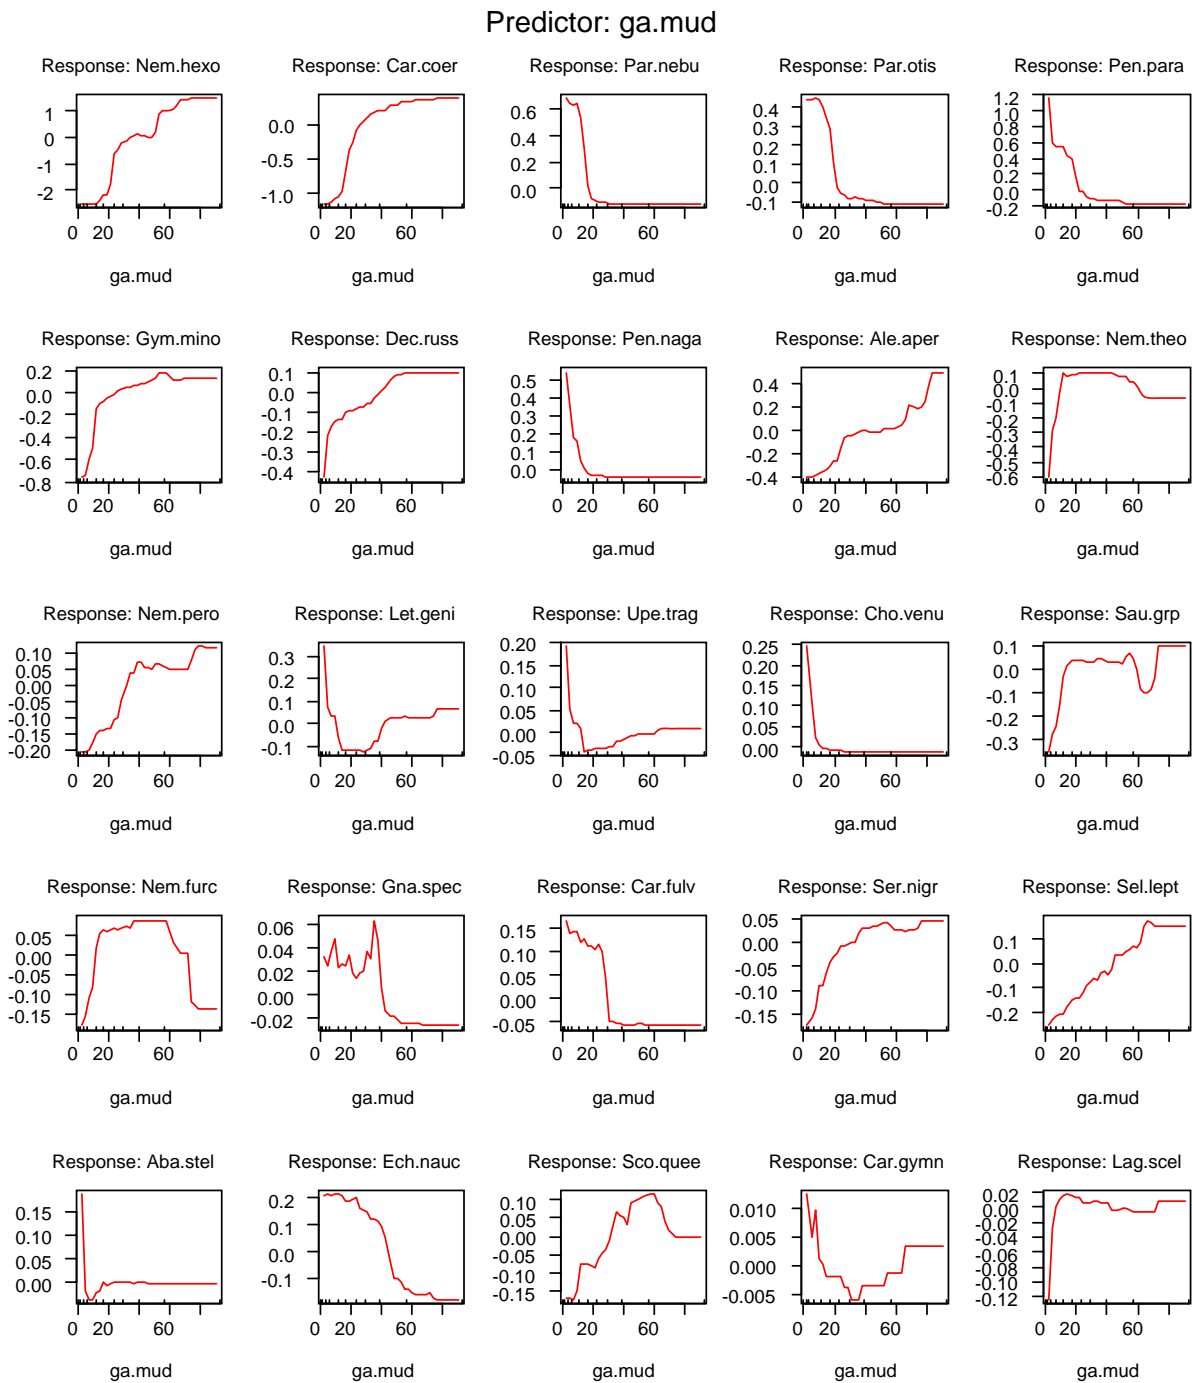 Predictor: ga.mud
Response: Nem.hexo Response: Car.coer Response: Par.nebu Response: Par.otis Response: Pen.para
1
0
-1
-2
0 20 60
ga.mud
0.0
-0.5
-1.0
0 20 60
ga.mud
0.6
0.4
0.2
0.0
0 20 60
ga.mud
0.4
0.3
0.2
0.1
0.0
-0.1
0 20 60
ga.mud
1.2
1.0
0.8
0.6
0.4
0.2
0.0
-0.2
0 20 60
ga.mud
Response: Gym.mino Response: Dec.russ Response: Pen.naga Response: Ale.aper Response: Nem.theo
0.2
0.0
-0.2
-0.4
-0.6
-0.8
0 20 60
ga.mud
0.1
0.0
-0.1
-0.2
-0.3
-0.4
0 20 60
ga.mud
0.5
0.4
0.3
0.2
0.1
0.0
0 20 60
ga.mud
0.4
0.2
0.0
-0.2
-0.4
0 20 60
ga.mud
0.1
-0.0
-0.1
-0.2
-0.3
-0.4
-0.5
-0.6
0 20 60
ga.mud
Response: Nem.pero Response: Let.geni Response: Upe.trag Response: Cho.venu Response: Sau.grp
0.10
0.05
0.00
-0.05
-0.10
-0.15
-0.20
0 20 60
ga.mud
0.3
0.2
0.1
0.0
-0.1
0 20 60
ga.mud
0.20
0.15
0.10
0.05
0.00
-0.05
0 20 60
ga.mud
0.25
0.20
0.15
0.10
0.05
0.00
0 20 60
ga.mud
0.1
0.0
-0.1
-0.2
-0.3
0 20 60
ga.mud
Response: Nem.furc Response: Gna.spec Response: Car.fulv Response: Ser.nigr Response: Sel.lept
0.05
0.00
-0.05
-0.10
-0.15
0 20 60
ga.mud
0.06
0.04
0.02
0.00
-0.02
0 20 60
ga.mud
0.15
0.10
0.05
0.00
-0.05
0 20 60
ga.mud
0.05
0.00
-0.05
-0.10
-0.15
0 20 60
ga.mud
0.1
0.0
-0.1
-0.2
0 20 60
ga.mud
Response: Aba.stel Response: Ech.nauc Response: Sco.quee Response: Car.gymn Response: Lag.scel
0.15
0.10
0.05
0.00
0 20 60
ga.mud
0.2
0.1
0.0
-0.1
0 20 60
ga.mud
0.10
0.05
0.00
-0.05
-0.10
-0.15
0 20 60
ga.mud
0.010
0.005
0.000
-0.005
0 20 60
ga.mud
0.02
0.00
-0.02
-0.04
-0.06
-0.08
-0.10
-0.12
0 20 60
ga.mud